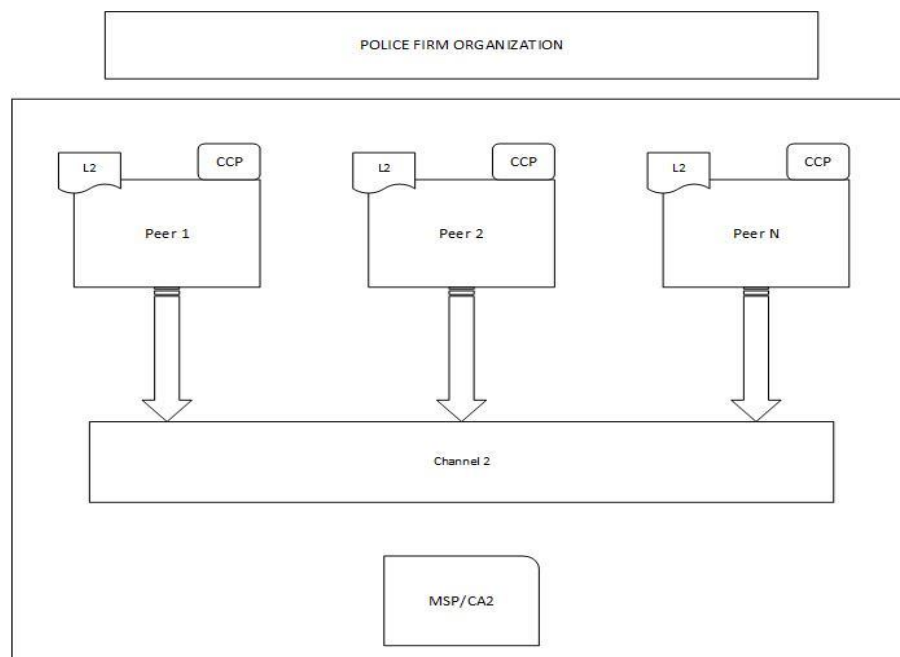 POLICE FIRM ORGANIZATION
L2
CCP
L2
CCP
L2
CCP
Peer 1
Peer 2
Peer N
Channel 2
MSP/CA2